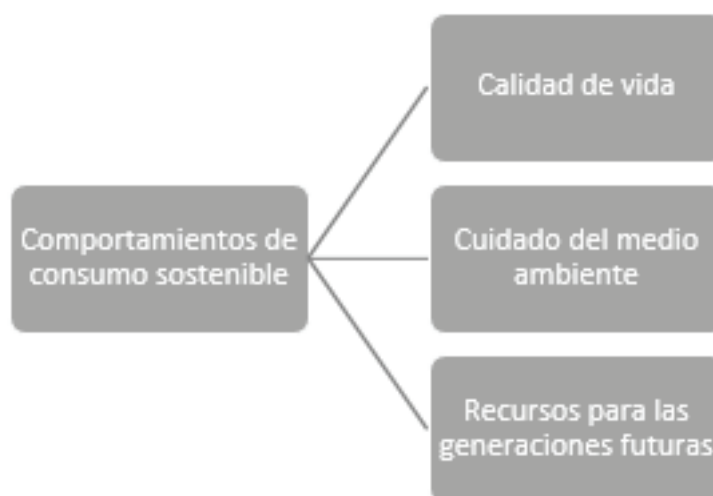 Calidad de vida
Comportamientos de
consumo sostenible
Cuidado del medio
ambiente
Recursos para las
generaciones futuras